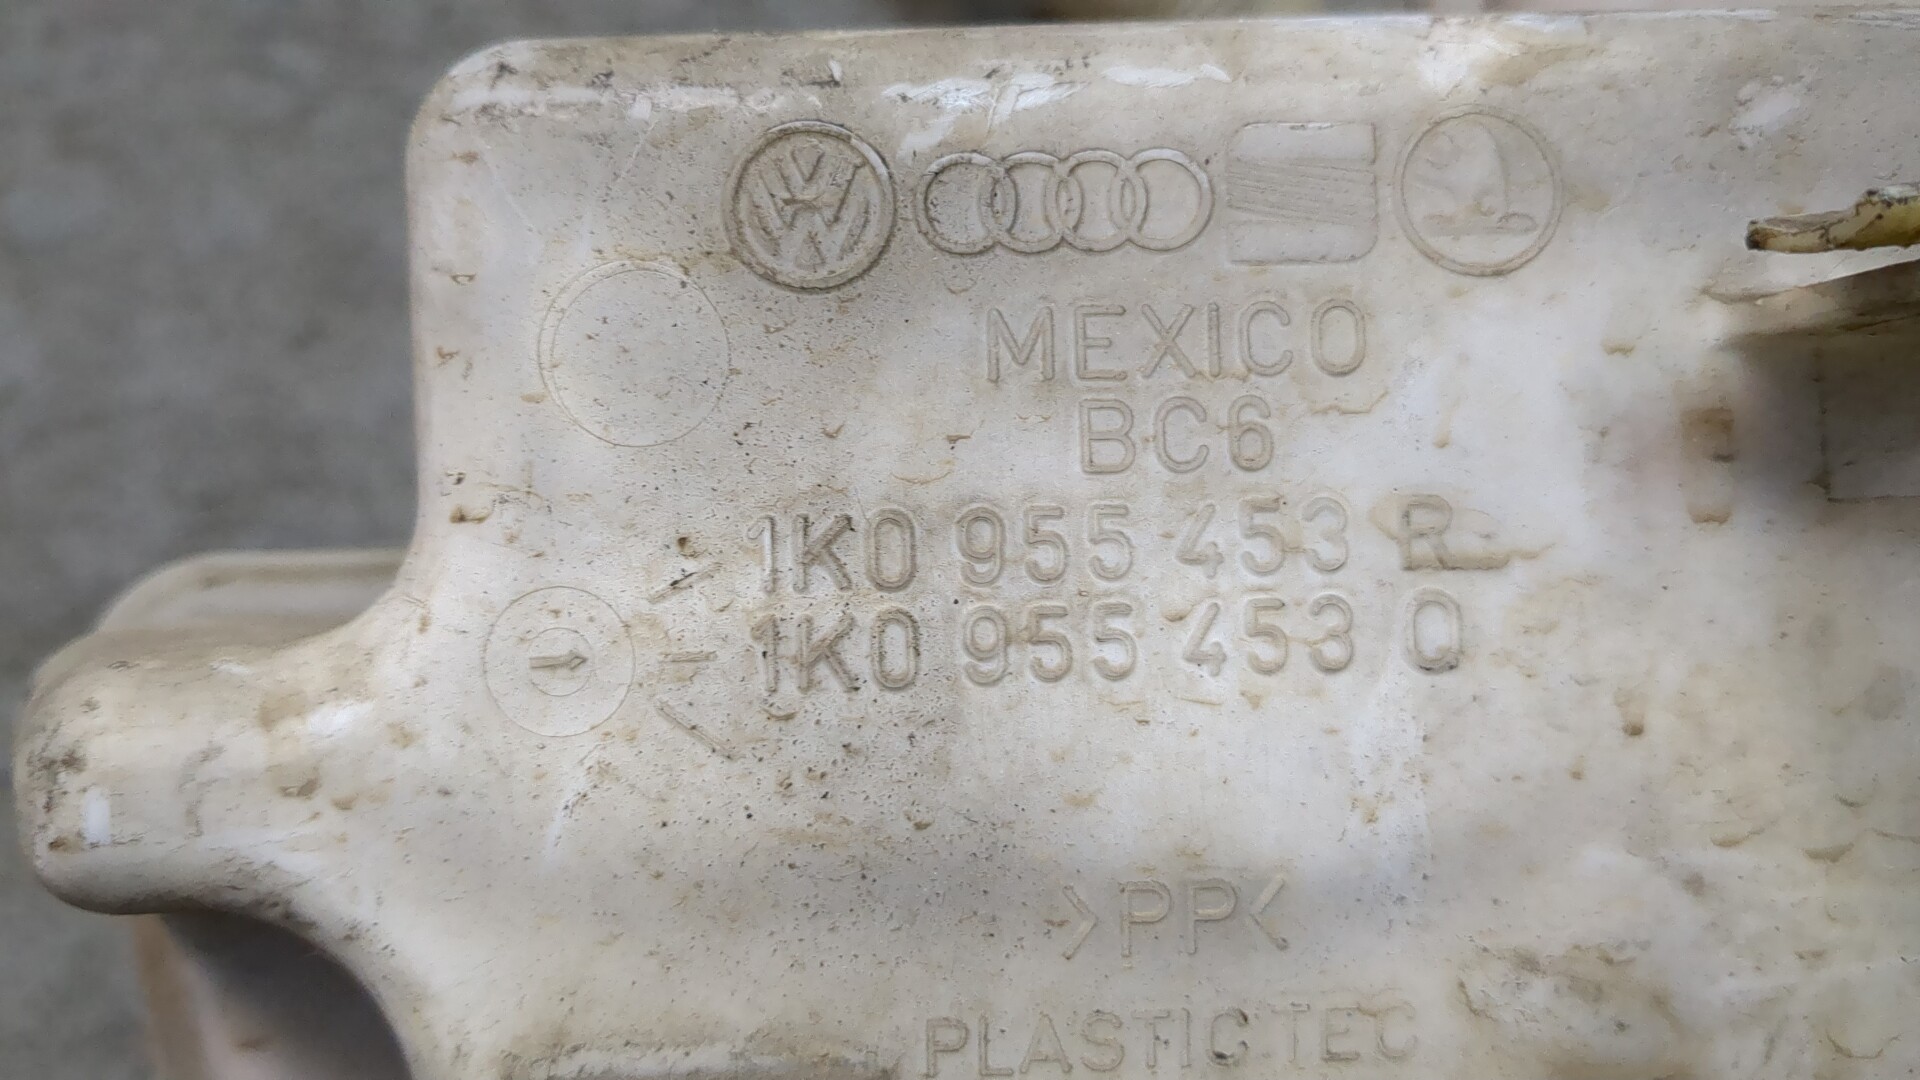 MEXICO
BC6
1K0 955 453 R
1K0 955 453 Q
>PP<
PLASTIC TEC